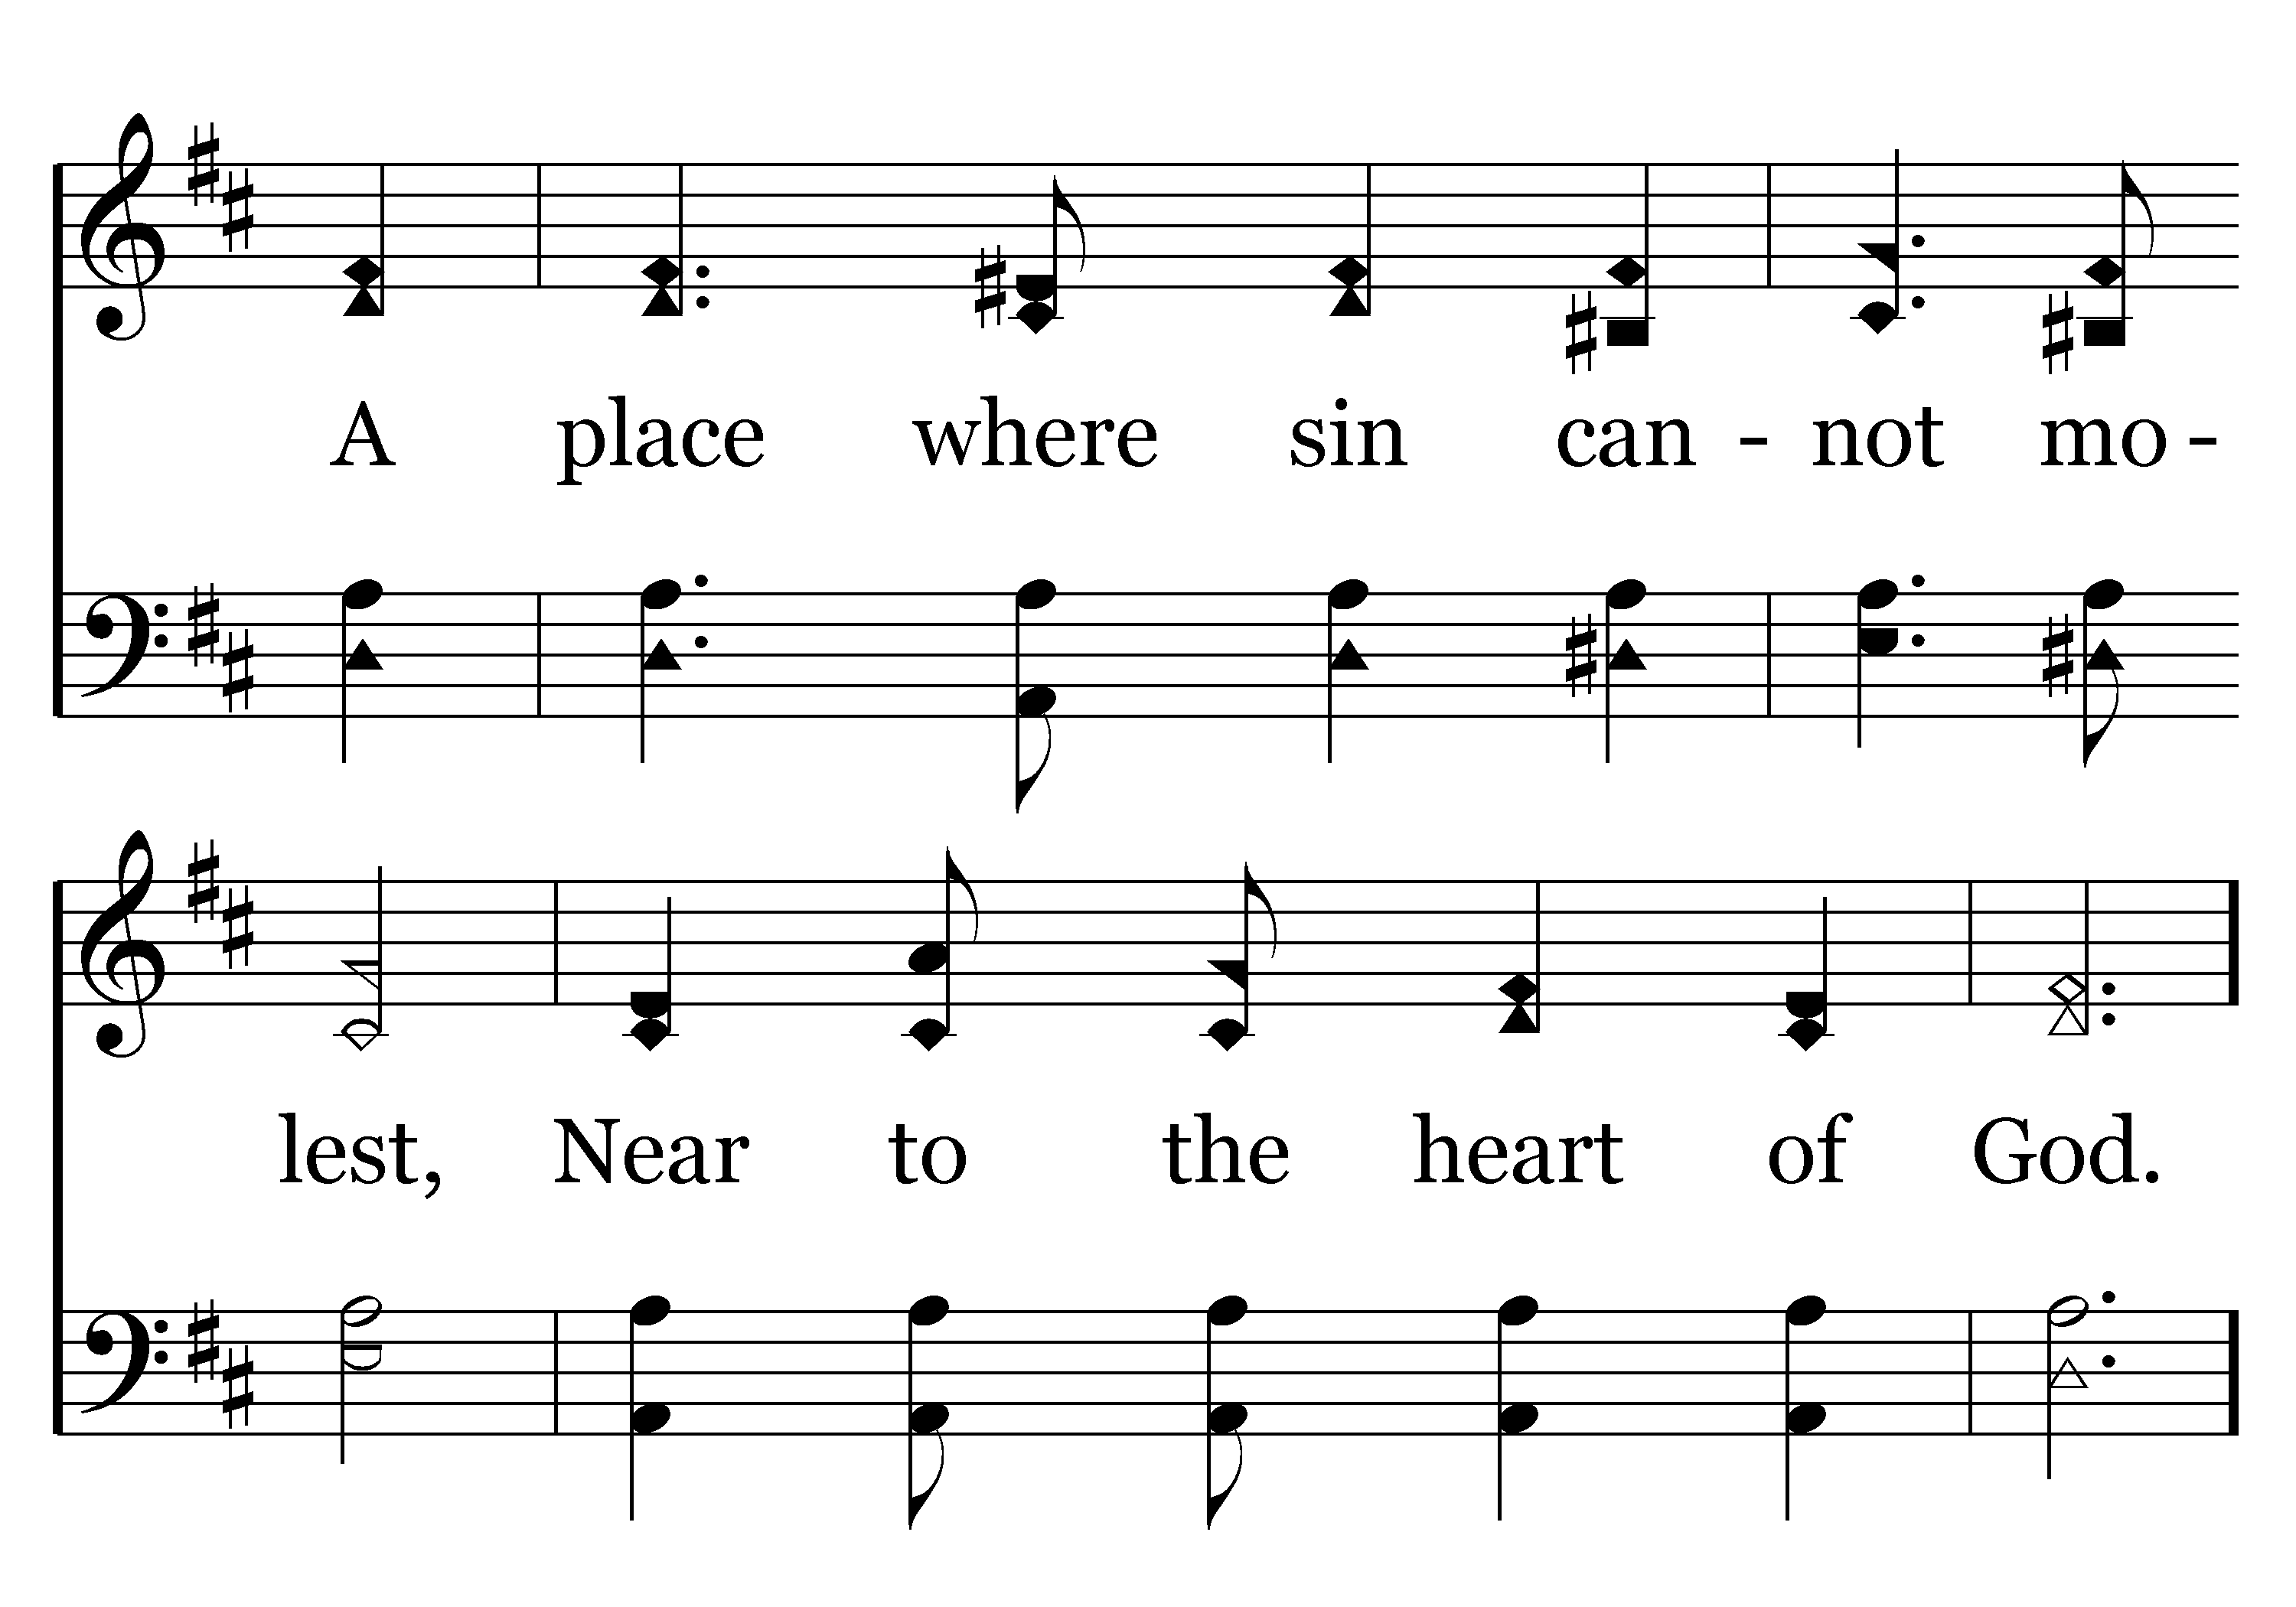 A place where sin can - not mo -
lest, Near to the heart of God.